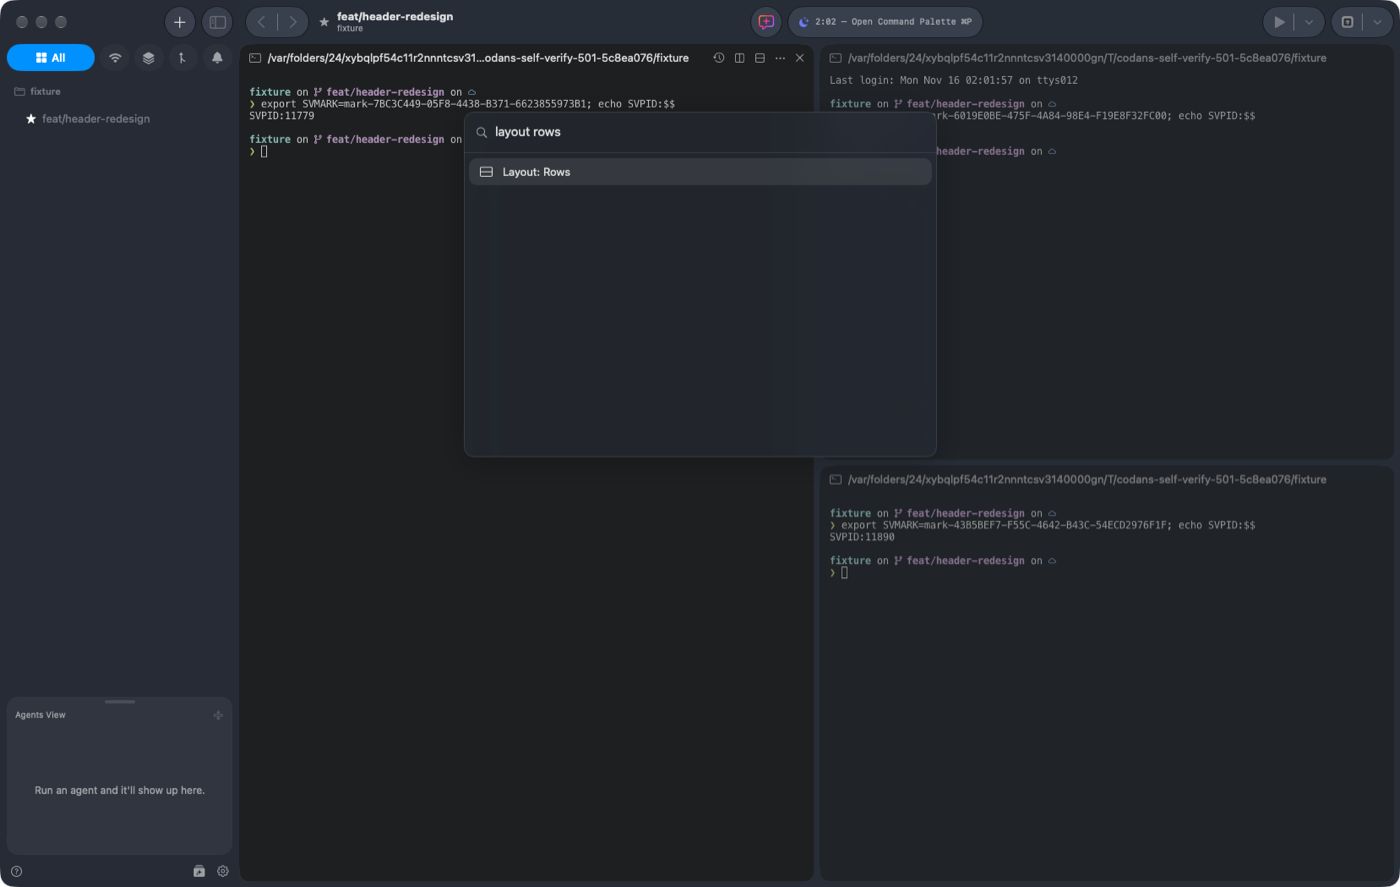 feat/header-redesign
fixture
2:02 — Open Command Palette ⌘P
All
fixture
feat/header-redesign
/var/folders/24/xybqlpf54c11r2nnntcsv31...odans-self-verify-501-5c8ea076/fixture
fixture on feat/header-redesign on
❯ export SVMARK=mark-7BC3C449-05F8-4438-B371-6623855973B1; echo SVPID:$$
SVPID:11779
fixture on feat/header-redesign on
❯
layout rows
Layout: Rows
/var/folders/24/xybqlpf54c11r2nnntcsv3140000gn/T/codans-self-verify-501-5c8ea076/fixture
Last login: Mon Nov 16 02:01:57 on ttys012
fixture on feat/header-redesign on
rk-6019E0BE-475F-4A84-98E4-F19E8F32FC00; echo SVPID:$$
header-redesign on
/var/folders/24/xybqlpf54c11r2nnntcsv3140000gn/T/codans-self-verify-501-5c8ea076/fixture
fixture on feat/header-redesign on
❯ export SVMARK=mark-43B5BEF7-F55C-4642-B43C-54ECD2976F1F; echo SVPID:$$
SVPID:11890
fixture on feat/header-redesign on
❯
Agents View
Run an agent and it'll show up here.